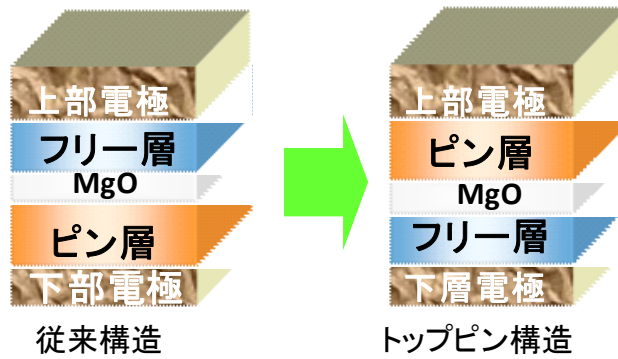 上部電極
フリー層
MgO
ピン層
下部電極
従来構造
上部電極
ピン層
MgO
フリー層
下層電極
トップピン構造